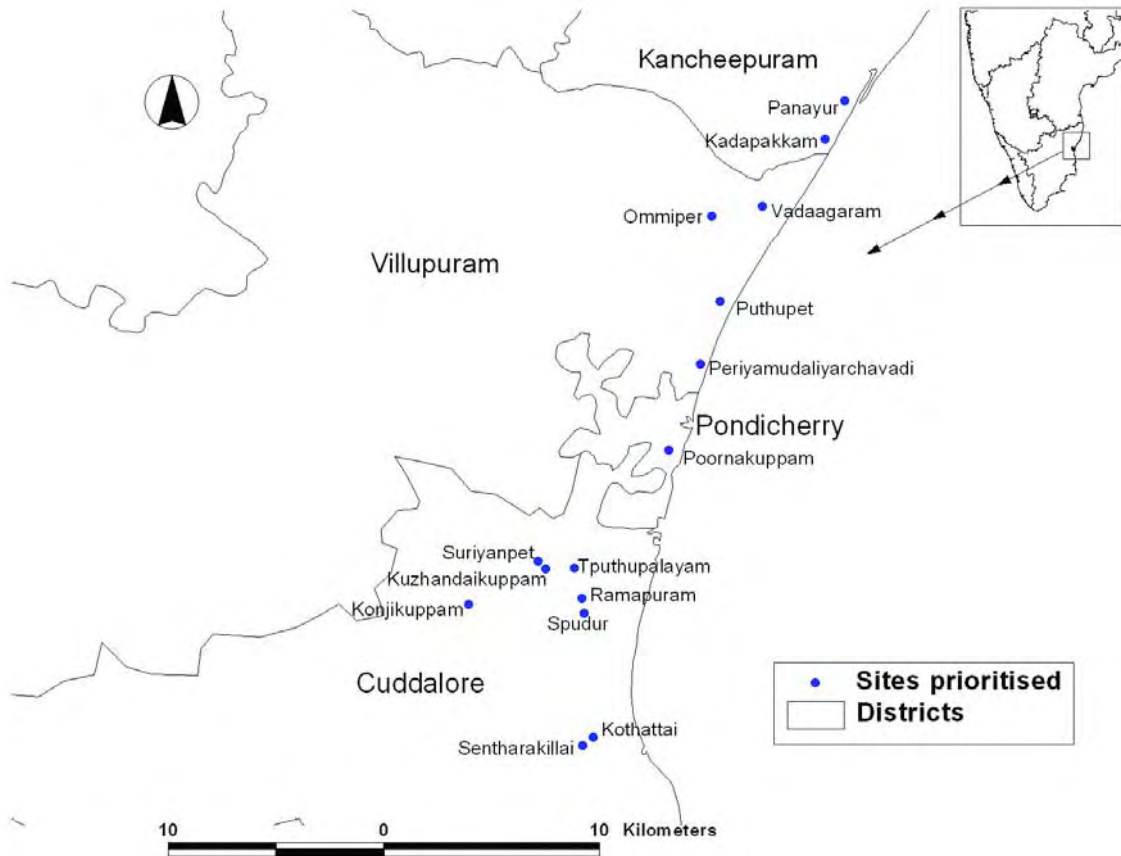 Kancheepuram
Panayur
Kadapakkam
Ommiper
Vadaagaram
Villupuram
Puthupet
Periyamudaliyarchavadi
Pondicherry
Poornakuppam
Suriyanpet
Tputhupalayam
Kuzhandaikuppam
Ramapuram
Konjikuppam
Spudur
Cuddalore
Sites prioritised
Districts
Kothattai
Sentharakillai
10 0 10 Kilometers